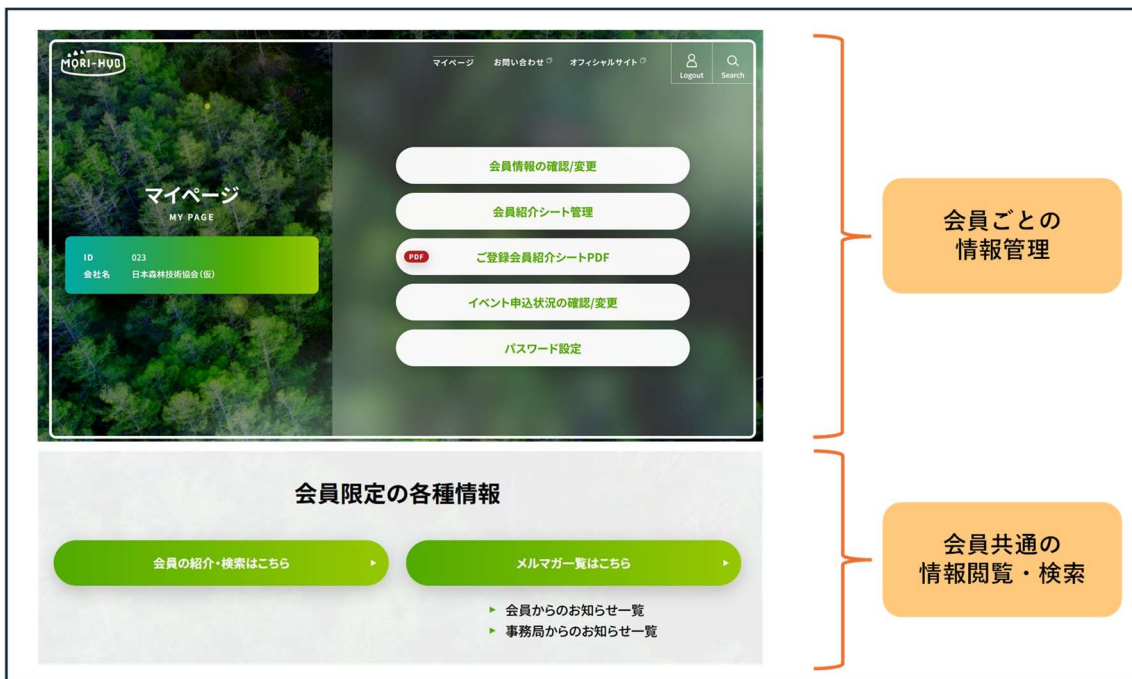 MORI-HUB
マイページ
お問い合わせ
オフィシャルサイト
Logout
Search
マイページ
MY PAGE
ID 023
会社名 日本森林技術協会(仮)
会員情報の確認/変更
会員紹介シート管理
PDF ご登録会員紹介シートPDF
イベント申込状況の確認/変更
パスワード設定
会員ごとの
情報管理
会員限定の各種情報
会員の紹介・検索はこちら
メルマガ一覧はこちら
会員からのお知らせ一覧
事務局からのお知らせ一覧
会員共通の
情報閲覧・検索